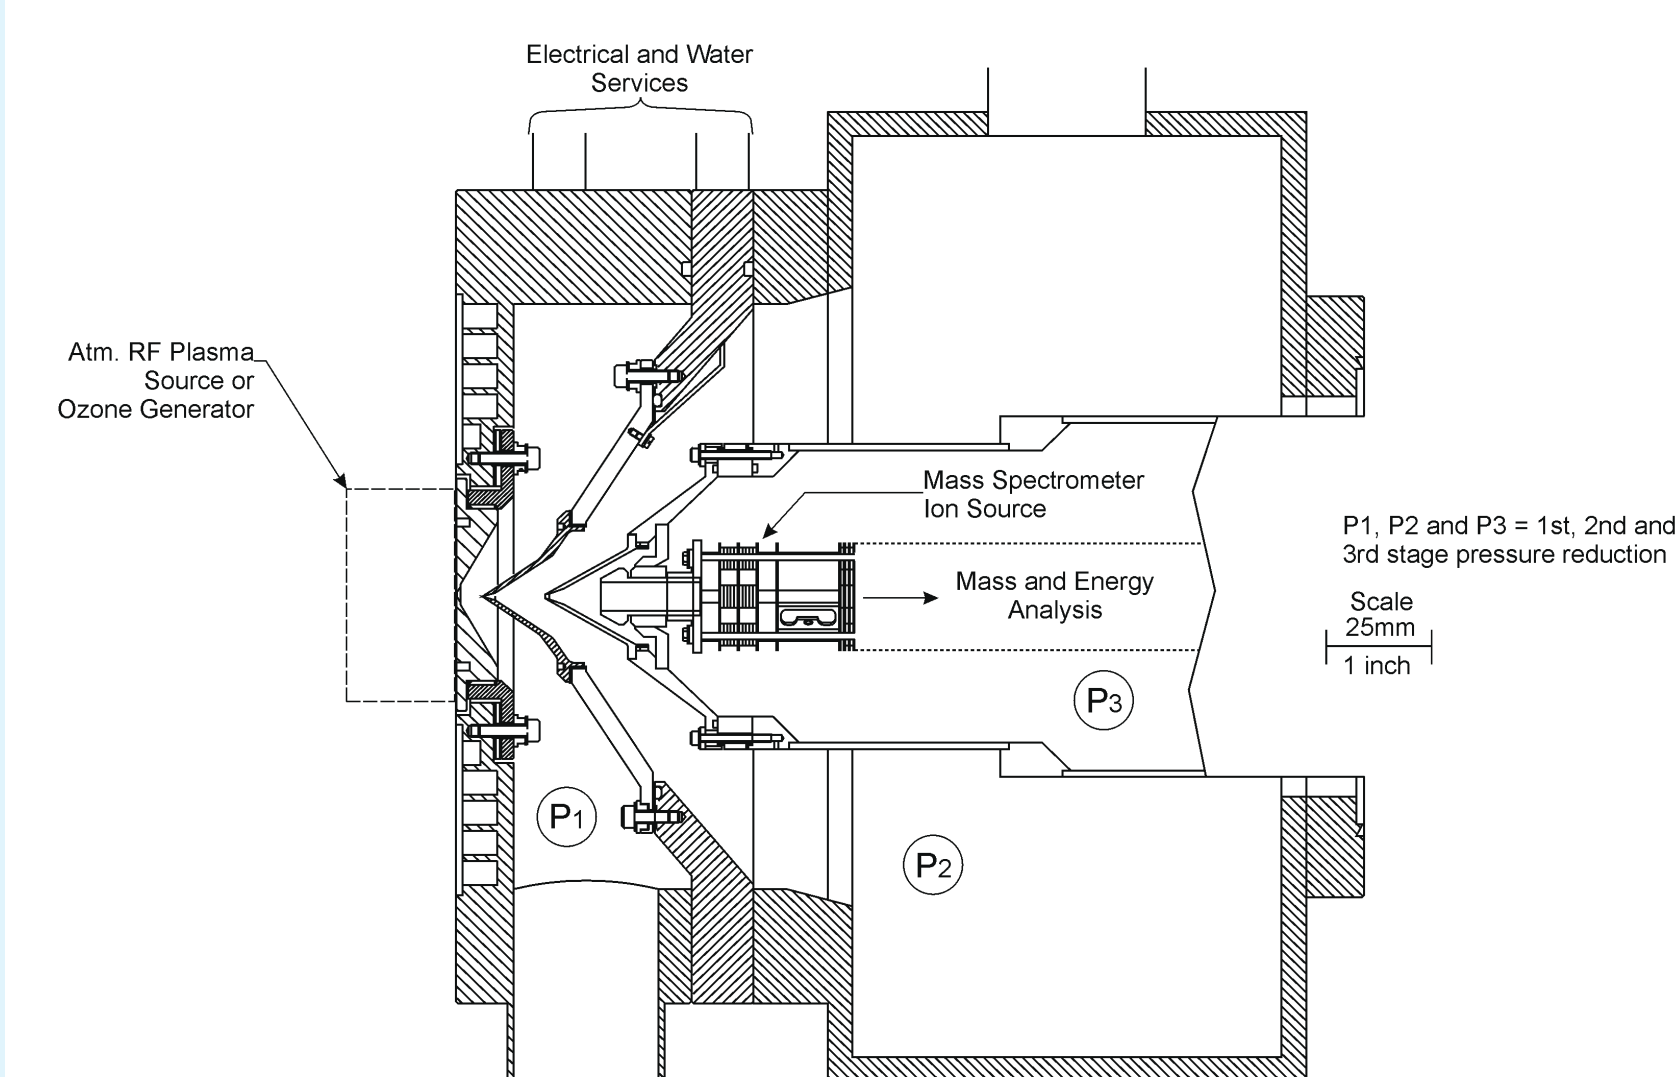 Electrical and Water
Services
Atm. RF Plasma
Source or
Ozone Generator
Mass Spectrometer
Ion Source
P1, P2 and P3 = 1st, 2nd and
3rd stage pressure reduction
Mass and Energy
Analysis
Scale
25mm
1 inch
P3
P1
P2